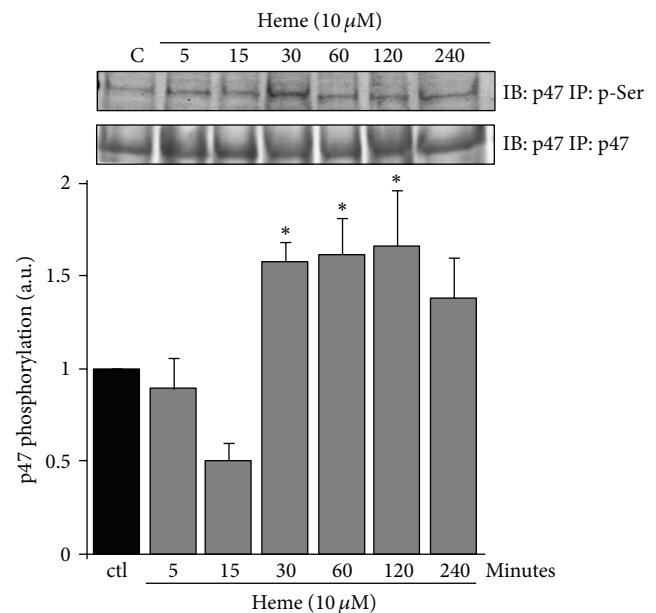 Heme (10 μM)
C 5 15 30 60 120 240
IB: p47 IP: p-Ser
IB: p47 IP: p47
2
1.5
1
0.5
0
p47 phosphorylation (a.u.)
* * *
ctl 5 15 30 60 120 240 Minutes
Heme (10 μM)